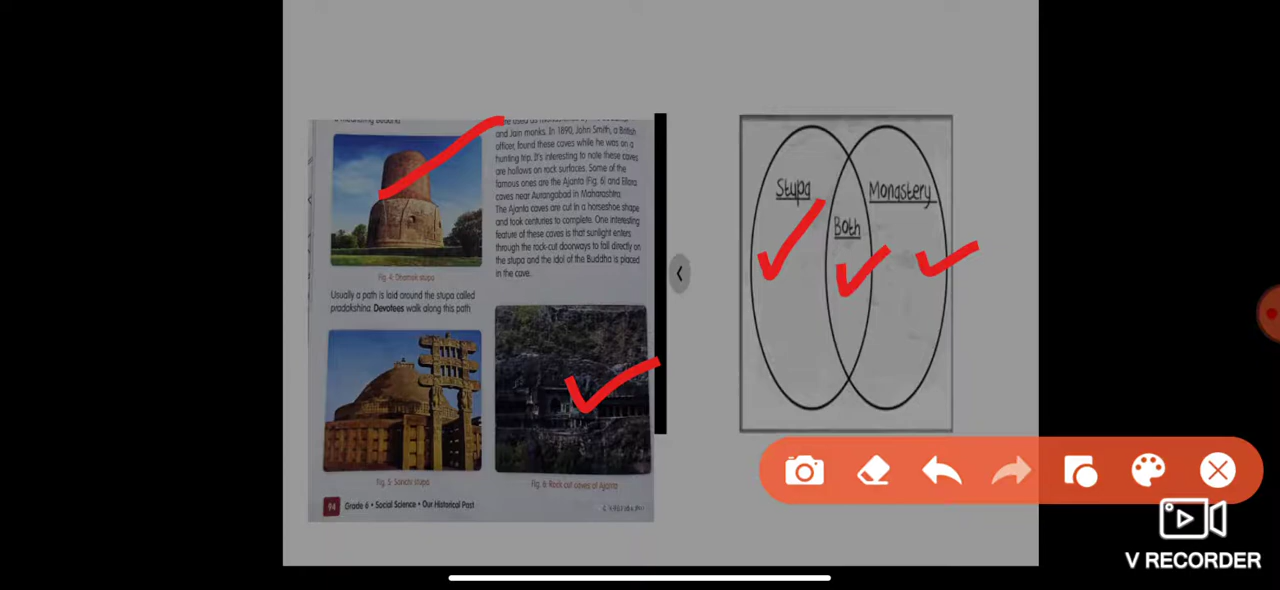 and Jain monks. In 1890, John Smith, a British
officer, found these caves while he was on a
hunting trip. It's interesting to note these caves
are hollows on rock surfaces. Some of the
famous ones are the Ajanta (Fig. 6) and Ellora
caves near Aurangabad in Maharashtra.
The Ajanta caves are cut in a horseshoe shape
and took centuries to complete. One interesting
feature of these caves is that sunlight enters
through the rock-cut doorways to fall directly on
the stupa and the idol of the Buddha is placed
in the cave.
Fig. 4: Dhamek stupa
Usually a path is laid around the stupa called
pradakshina. Devotees walk along this path
Fig. 5: Sanchi stupa
Fig. 6: Rock cut caves of Ajanta
94 Grade 6 • Social Science • Our Historical Past
Stupa
Monastery
Both
V RECORDER